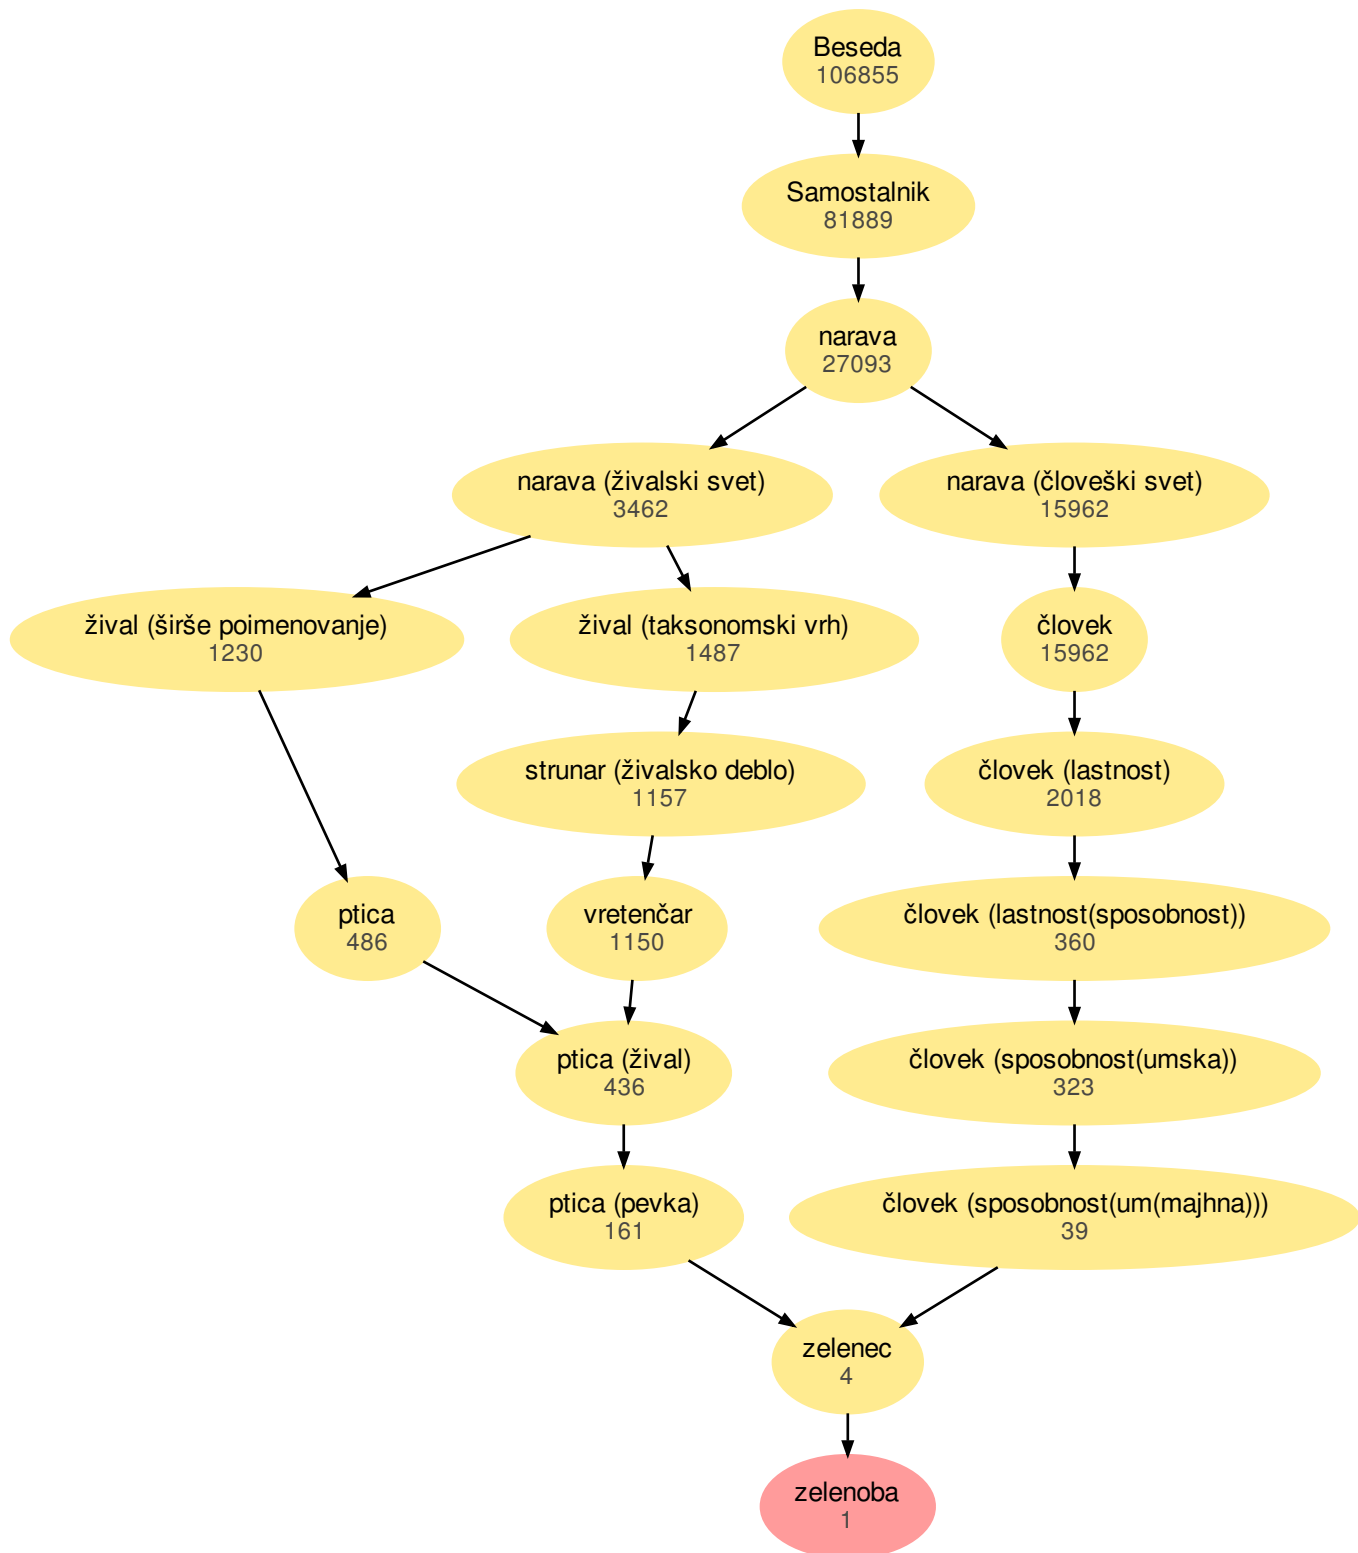 Beseda
106855
Samostalnik
81889
narava
27093
narava (živalski svet)
3462
narava (človeški svet)
15962
žival (širše poimenovanje)
1230
žival (taksonomski vrh)
1487
človek
15962
strunar (živalsko deblo)
1157
človek (lastnost)
2018
ptica
486
vretenčar
1150
človek (lastnost(sposobnost))
360
ptica (žival)
436
človek (sposobnost(umska))
323
ptica (pevka)
161
človek (sposobnost(um(majhna)))
39
zelenec
4
zelenoba
1